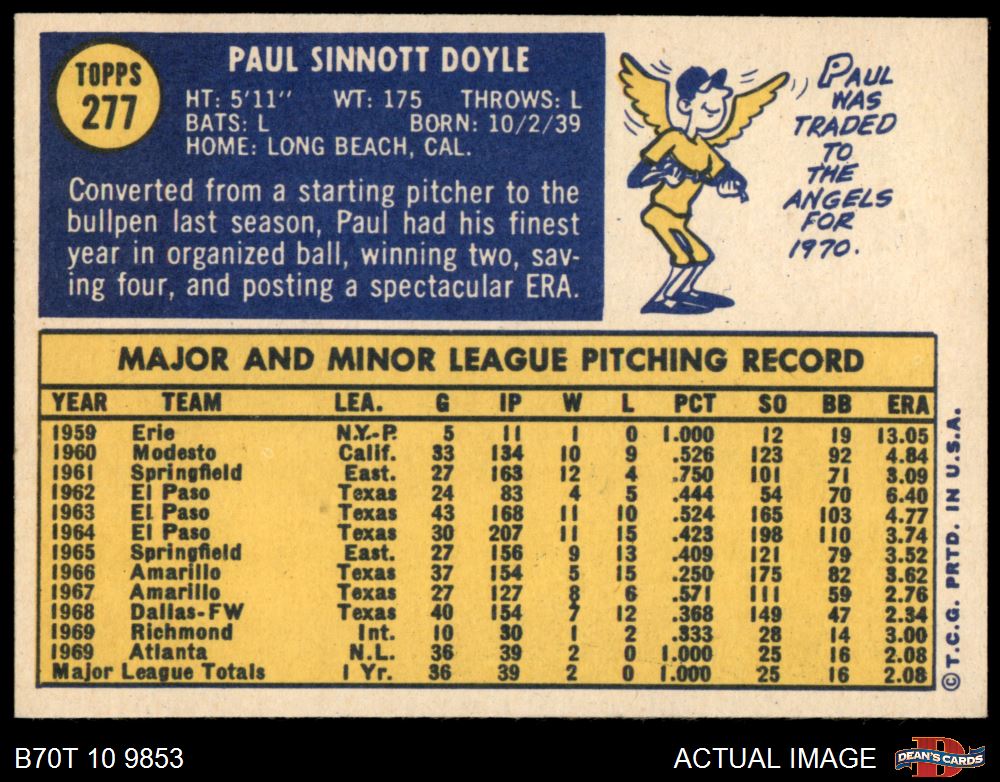 TOPPS
277
PAUL SINNOTT DOYLE
HT: 5'11" WT: 175 THROWS: L
BATS: L BORN: 10/2/39
HOME: LONG BEACH, CAL.
Converted from a starting pitcher to the
bullpen last season, Paul had his finest
year in organized ball, winning two, sav-
ing four, and posting a spectacular ERA.
PAUL
WAS
TRADED
TO
THE
ANGELS
FOR
1970.
MAJOR AND MINOR LEAGUE PITCHING RECORD
YEAR TEAM LEA. G IP W L PCT SO BB ERA
1959 Erie N.Y.-P. 5 11 1 0 1.000 12 19 13.05
1960 Modesto Calif. 33 134 10 9 .526 123 92 4.84
1961 Springfield East. 27 163 12 4 .750 101 71 3.09
1962 El Paso Texas 24 83 4 5 .444 54 70 6.40
1963 El Paso Texas 43 168 11 10 .524 165 103 4.77
1964 El Paso Texas 30 207 11 15 .423 198 110 3.74
1965 Springfield East. 27 156 9 13 .409 121 79 3.52
1966 Amarillo Texas 37 154 5 15 .250 175 82 3.62
1967 Amarillo Texas 27 127 8 6 .571 111 59 2.76
1968 Dallas-FW Texas 40 154 7 12 .368 149 47 2.34
1969 Richmond Int. 10 30 1 2 .333 28 14 3.00
1969 Atlanta N.L. 36 39 2 0 1.000 25 16 2.08
Major League Totals 1 Yr. 36 39 2 0 1.000 25 16 2.08
©T.C.G. PRTD. IN U.S.A.
B70T 10 9853
ACTUAL IMAGE
D
DEAN'S CARDS